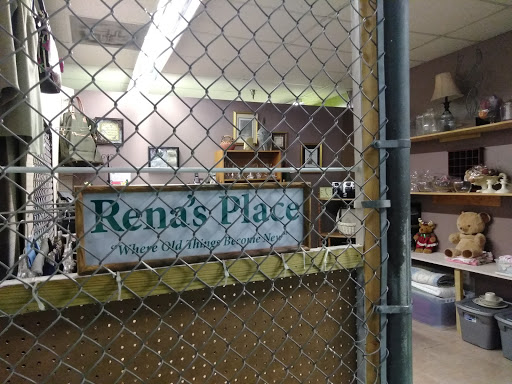 Rena's Place
"Where Old Things Become New"